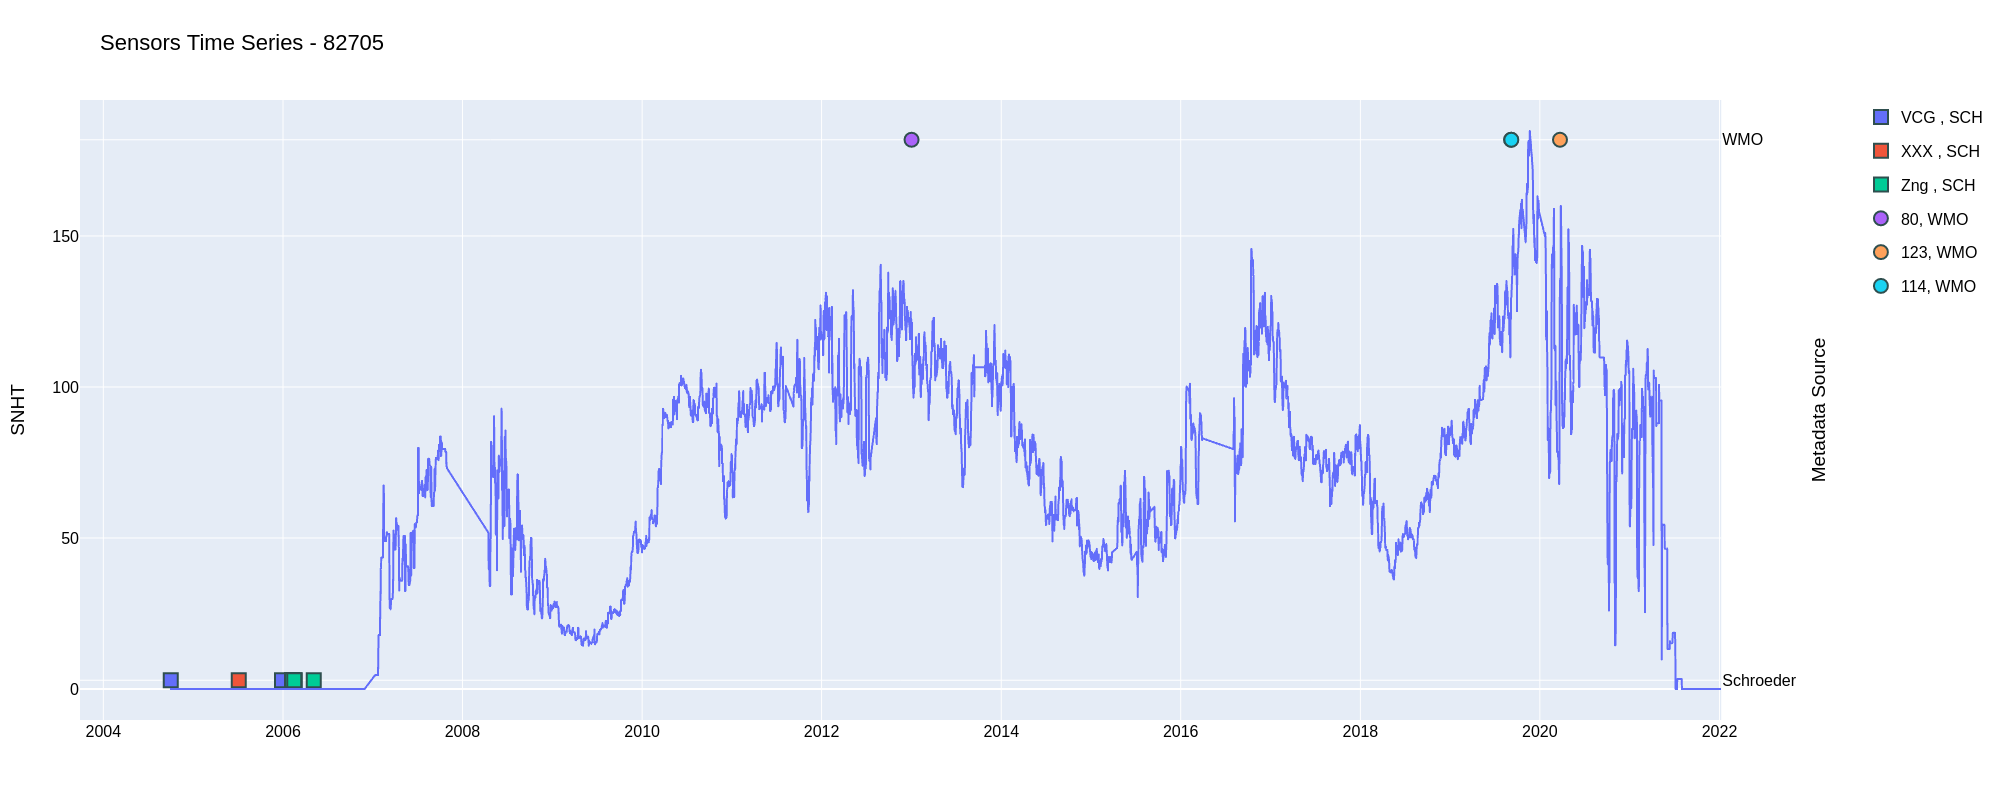 Sensors Time Series - 82705
SNHT
150
100
50
0
2004
2006
2008
2010
2012
2014
2016
2018
2020
2022
WMO
Schroeder
Metadata Source
VCG , SCH
XXX , SCH
Zng , SCH
80, WMO
123, WMO
114, WMO